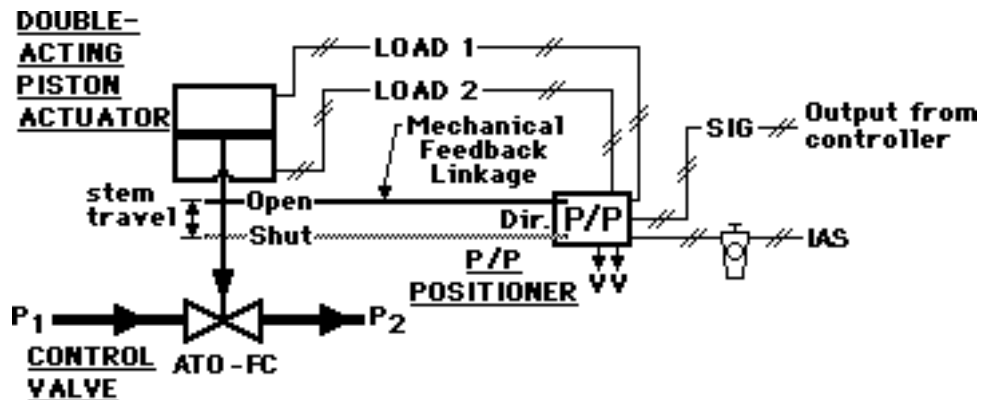 DOUBLE-
ACTING
PISTON
ACTUATOR
LOAD 1
LOAD 2
Mechanical
Feedback
Linkage
SIG
Output from
controller
stem
travel
Open
Shut
Dir.
P/P
IAS
P/P
POSITIONER
V V
P1
P2
CONTROL
VALVE
ATO-FC